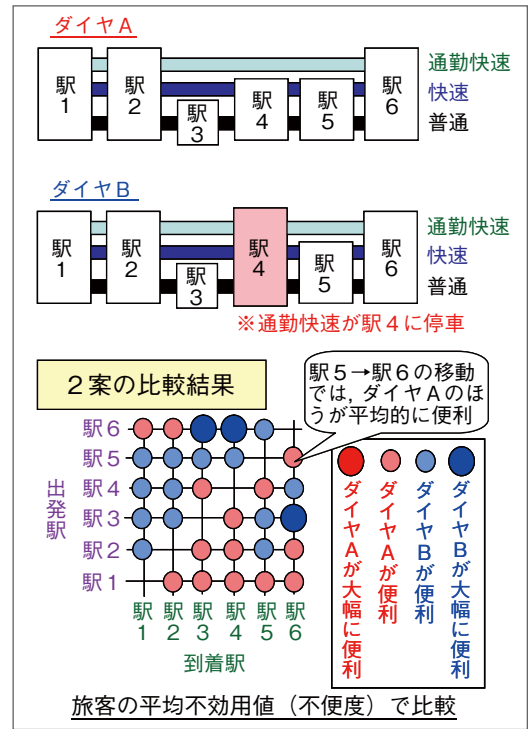 ダイヤA
駅1
駅2
駅3
駅4
駅5
駅6
通勤快速
快速
普通
ダイヤB
駅1
駅2
駅3
駅4
駅5
駅6
通勤快速
快速
普通
※通勤快速が駅4に停車
2案の比較結果
駅5→駅6の移動
では，ダイヤAのほ
うが平均的に便利
出発駅
駅6
駅5
駅4
駅3
駅2
駅1
駅1
駅2
駅3
駅4
駅5
駅6
到着駅
ダイヤAが大幅に便利
ダイヤAが便利
ダイヤBが便利
ダイヤBが大幅に便利
旅客の平均不効用値（不便度）で比較